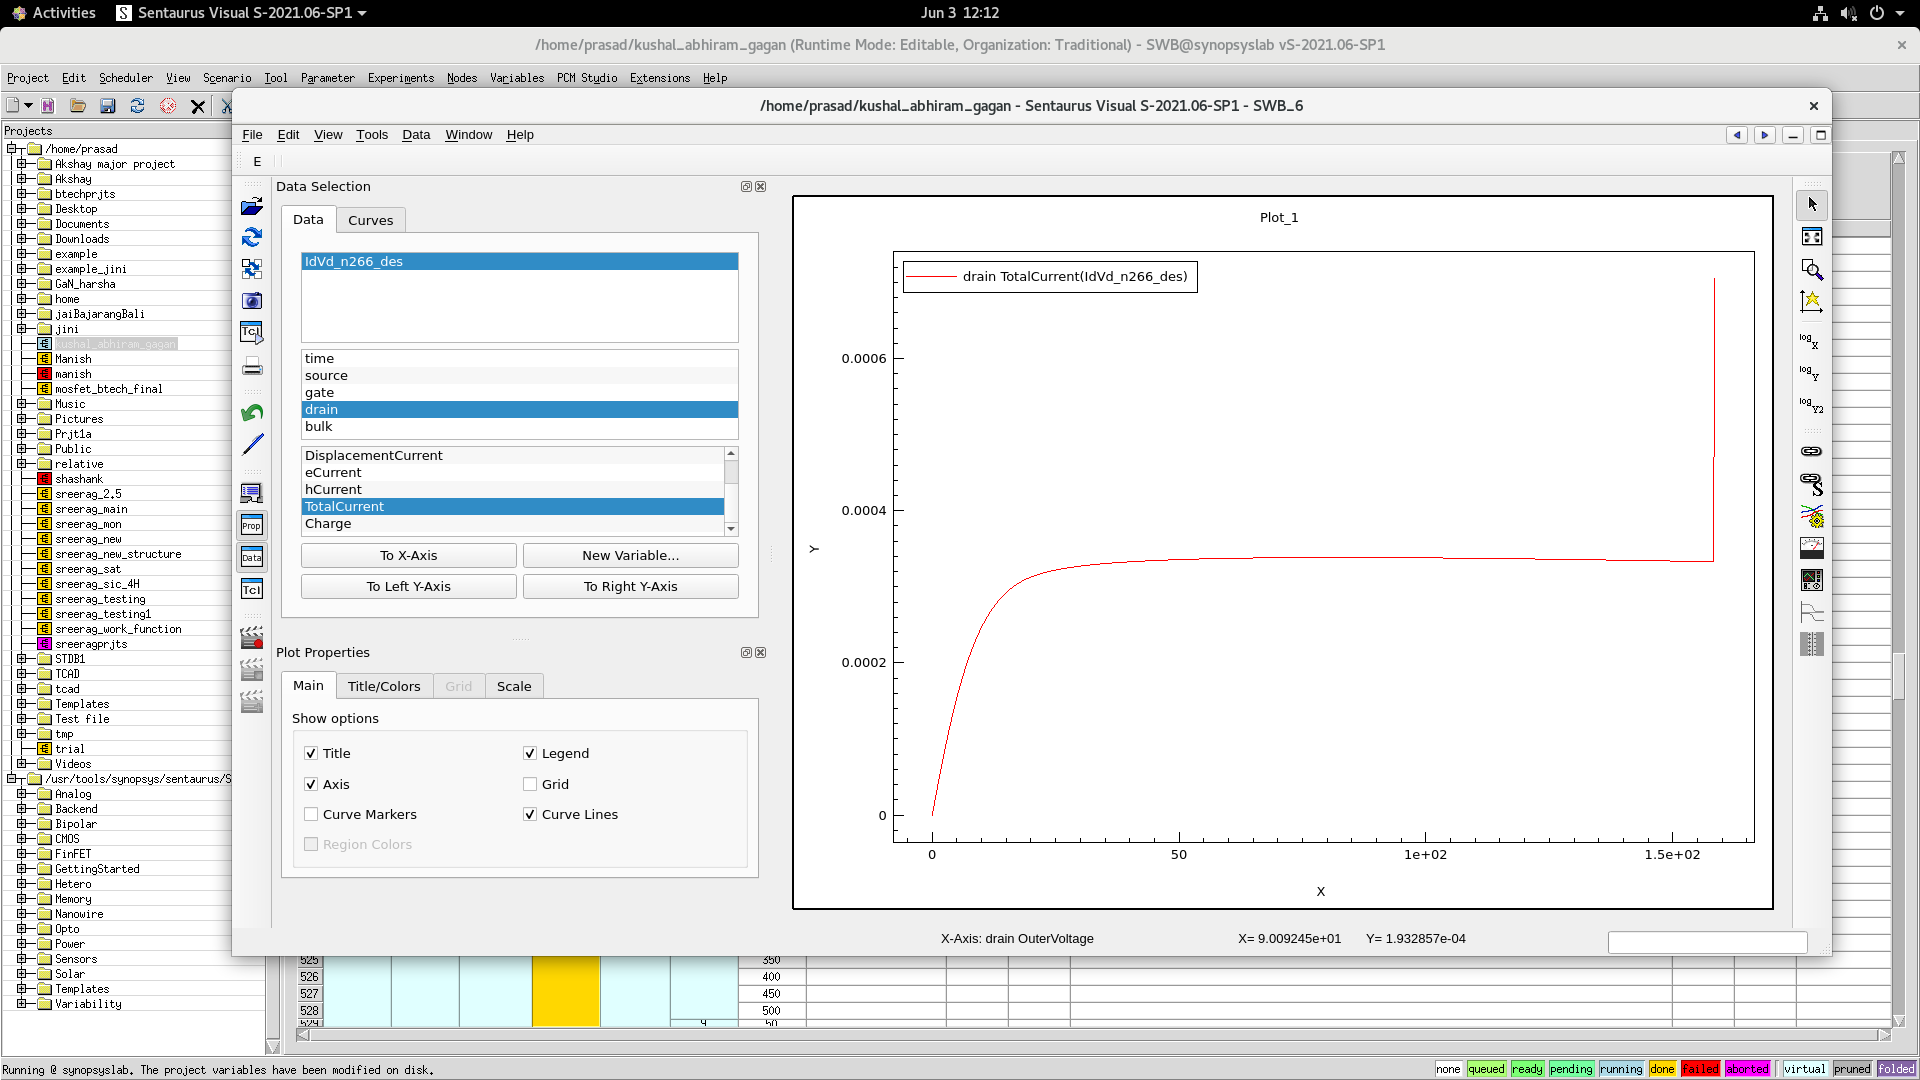 Activities
Sentaurus Visual S-2021.06-SP1
Jun 3 12:12
/home/prasad/kushal_abhiram_gagan (Runtime Mode: Editable, Organization: Traditional) - SWB@synopsyslab vS-2021.06-SP1
Project Edit Scheduler View Scenario Tool Parameter Experiments Nodes Variables PCM Studio Extensions Help
Projects
/home/prasad
Akshay major project
Akshay
btechprjts
Desktop
Documents
Downloads
example
example_jini
GaN_harsha
home
jaiBajarangBali
jini
kushal_abhiram_gagan
Manish
manish
mosfet_btech_final
Music
Pictures
Prjt1a
Public
relative
shashank
sreerag_2.5
sreerag_main
sreerag_mon
sreerag_new
sreerag_new_structure
sreerag_sat
sreerag_sic_4H
sreerag_testing
sreerag_testing1
sreerag_work_function
sreeragprjts
STDB1
TCAD
tcad
Templates
Test file
tmp
trial
Videos
/usr/tools/synopsys/sentaurus/S
Analog
Backend
Bipolar
CMOS
FinFET
GettingStarted
Hetero
Memory
Nanowire
Opto
Power
Sensors
Solar
Templates
Variability
/home/prasad/kushal_abhiram_gagan - Sentaurus Visual S-2021.06-SP1 - SWB_6
File Edit View Tools Data Window Help
E
Data Selection
Data Curves
IdVd_n266_des
time
source
gate
drain
bulk
DisplacementCurrent
eCurrent
hCurrent
TotalCurrent
Charge
To X-Axis New Variable...
To Left Y-Axis To Right Y-Axis
Plot Properties
Main Title/Colors Grid Scale
Show options
Title Legend
Axis Grid
Curve Markers Curve Lines
Region Colors
Tcl
Prop
Data
Tcl
Plot_1
drain TotalCurrent(IdVd_n266_des)
0.0006
0.0004
0.0002
0
Y
0 50 1e+02 1.5e+02
X
log X
log Y
log Y2
X-Axis: drain OuterVoltage X= 9.009245e+01 Y= 1.932857e-04
525 350
526 400
527 450
528 500
529 9 50
Running @ synopsyslab. The project variables have been modified on disk.
none queued ready pending running done failed aborted virtual pruned folded